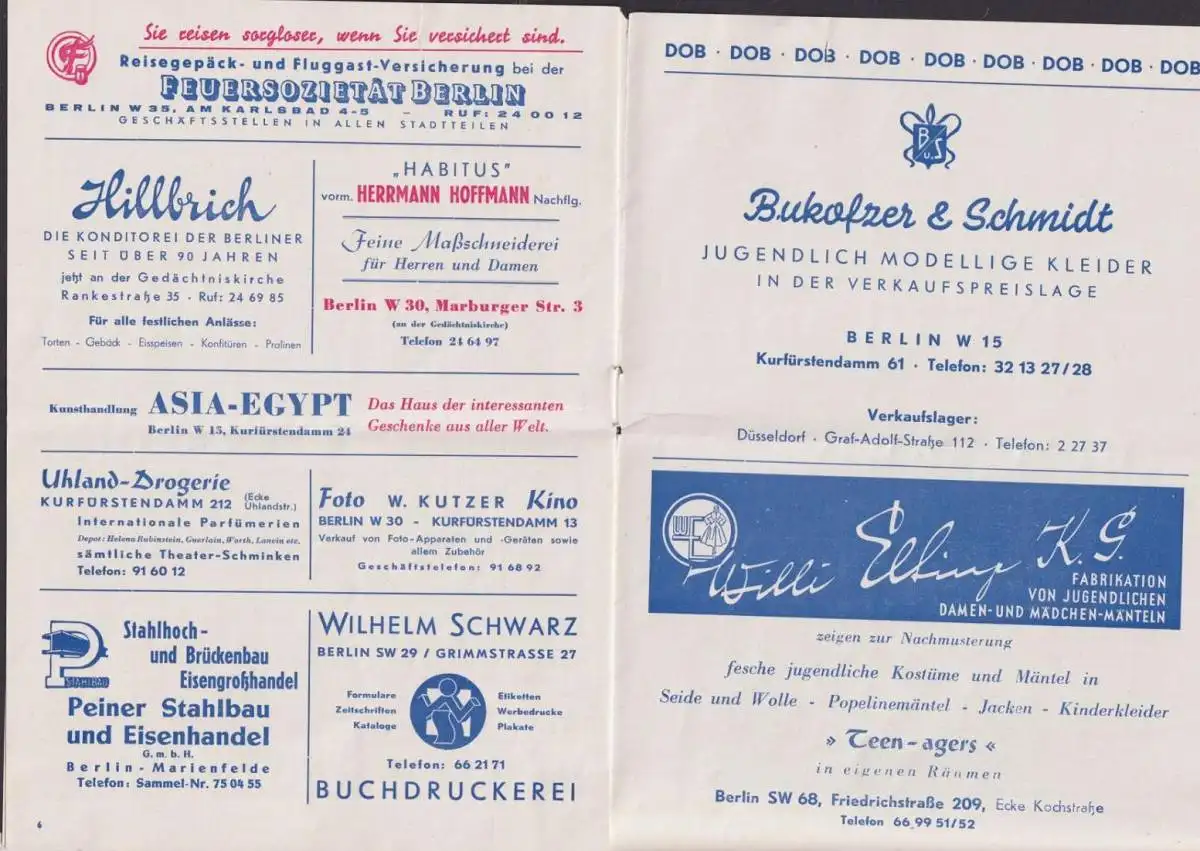 Sie reisen sorgloser, wenn Sie versichert sind.
Reisegepäck- und Fluggast-Versicherung bei der
FEUERSOZIETÄT BERLIN
BERLIN W 35, AM KARLSBAD 4-5 – RUF: 24 00 12
GESCHÄFTSSTELLEN IN ALLEN STADTTEILEN
Hillbrich
DIE KONDITOREI DER BERLINER
SEIT ÜBER 90 JAHREN
jetzt an der Gedächtniskirche
Rankestraße 35 · Ruf: 24 69 85
Für alle festlichen Anlässe:
Torten - Gebäck - Eisspeisen - Konfitüren - Pralinen
„HABITUS"
vorm. HERRMANN HOFFMANN Nachflg.
Feine Maßschneiderei
für Herren und Damen
Berlin W 30, Marburger Str. 3
(an der Gedächtniskirche)
Telefon 24 64 97
Kunsthandlung ASIA-EGYPT
Berlin W 15, Kurfürstendamm 24
Das Haus der interessanten
Geschenke aus aller Welt.
Uhland-Drogerie
KURFÜRSTENDAMM 212 (Ecke Uhlandstr.)
Internationale Parfümerien
Depot: Helena Rubinstein, Guerlain, Worth, Lanvin etc.
sämtliche Theater-Schminken
Telefon: 91 60 12
Foto W. KUTZER Kino
BERLIN W 30 - KURFÜRSTENDAMM 13
Verkauf von Foto-Apparaten und -Geräten sowie
allem Zubehör
Geschäftstelefon: 91 68 92
P
STAHLBAU
Stahlhoch-
und Brückenbau
Eisengroßhandel
Peiner Stahlbau
und Eisenhandel
G. m. b. H.
Berlin - Marienfelde
Telefon: Sammel-Nr. 75 04 55
WILHELM SCHWARZ
BERLIN SW 29 / GRIMMSTRASSE 27
Formulare
Zeitschriften
Kataloge
Etiketten
Werbedrucke
Plakate
Telefon: 66 21 71
BUCHDRUCKEREI
6
DOB · DOB · DOB · DOB · DOB · DOB · DOB · DOB · DOB
B S
u.
Bukofzer & Schmidt
JUGENDLICH MODELLIGE KLEIDER
IN DER VERKAUFSPREISLAGE
BERLIN W 15
Kurfürstendamm 61 · Telefon: 32 13 27/28
Verkaufslager:
Düsseldorf · Graf-Adolf-Straße 112 · Telefon: 2 27 37
WE
Willi Elbing K.G.
FABRIKATION
VON JUGENDLICHEN
DAMEN- UND MÄDCHEN-MÄNTELN
zeigen zur Nachmusterung
fesche jugendliche Kostüme und Mäntel in
Seide und Wolle - Popelinemäntel - Jacken - Kinderkleider
» Teen-agers «
in eigenen Räumen
Berlin SW 68, Friedrichstraße 209, Ecke Kochstraße
Telefon 66 99 51/52